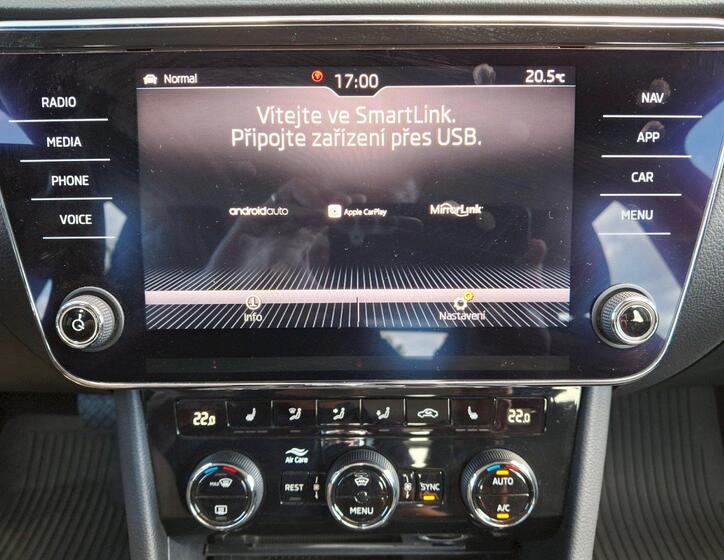 Normal
17:00
20.5°C
RADIO
MEDIA
PHONE
VOICE
Vítejte ve SmartLink.
Připojte zařízení přes USB.
androidauto
Apple CarPlay
MirrorLink
NAV
APP
CAR
MENU
Info
Nastavení
22.0
22.0
Air Care
MAX
REST
MENU
SYNC
AUTO
A/C